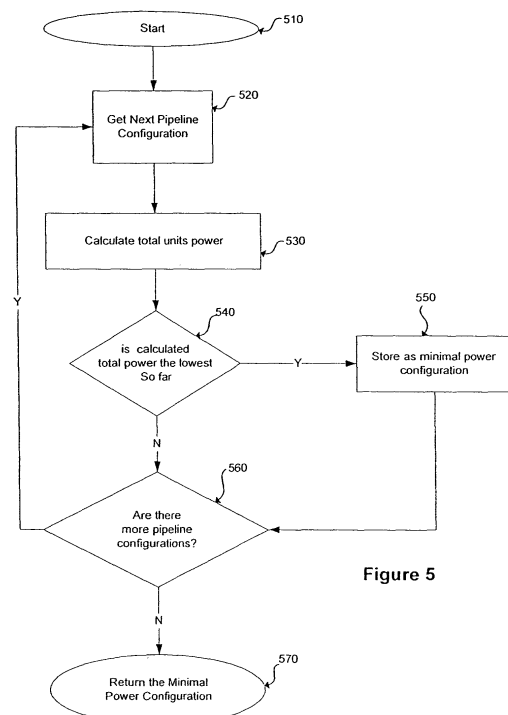 Start
510
520
Get Next Pipeline
Configuration
Calculate total units power
530
540
550
is calculated
total power the lowest
So far
Y
Store as minimal power
configuration
Y
N
560
Are there
more pipeline
configurations?
Figure 5
N
570
Return the Minimal
Power Configuration